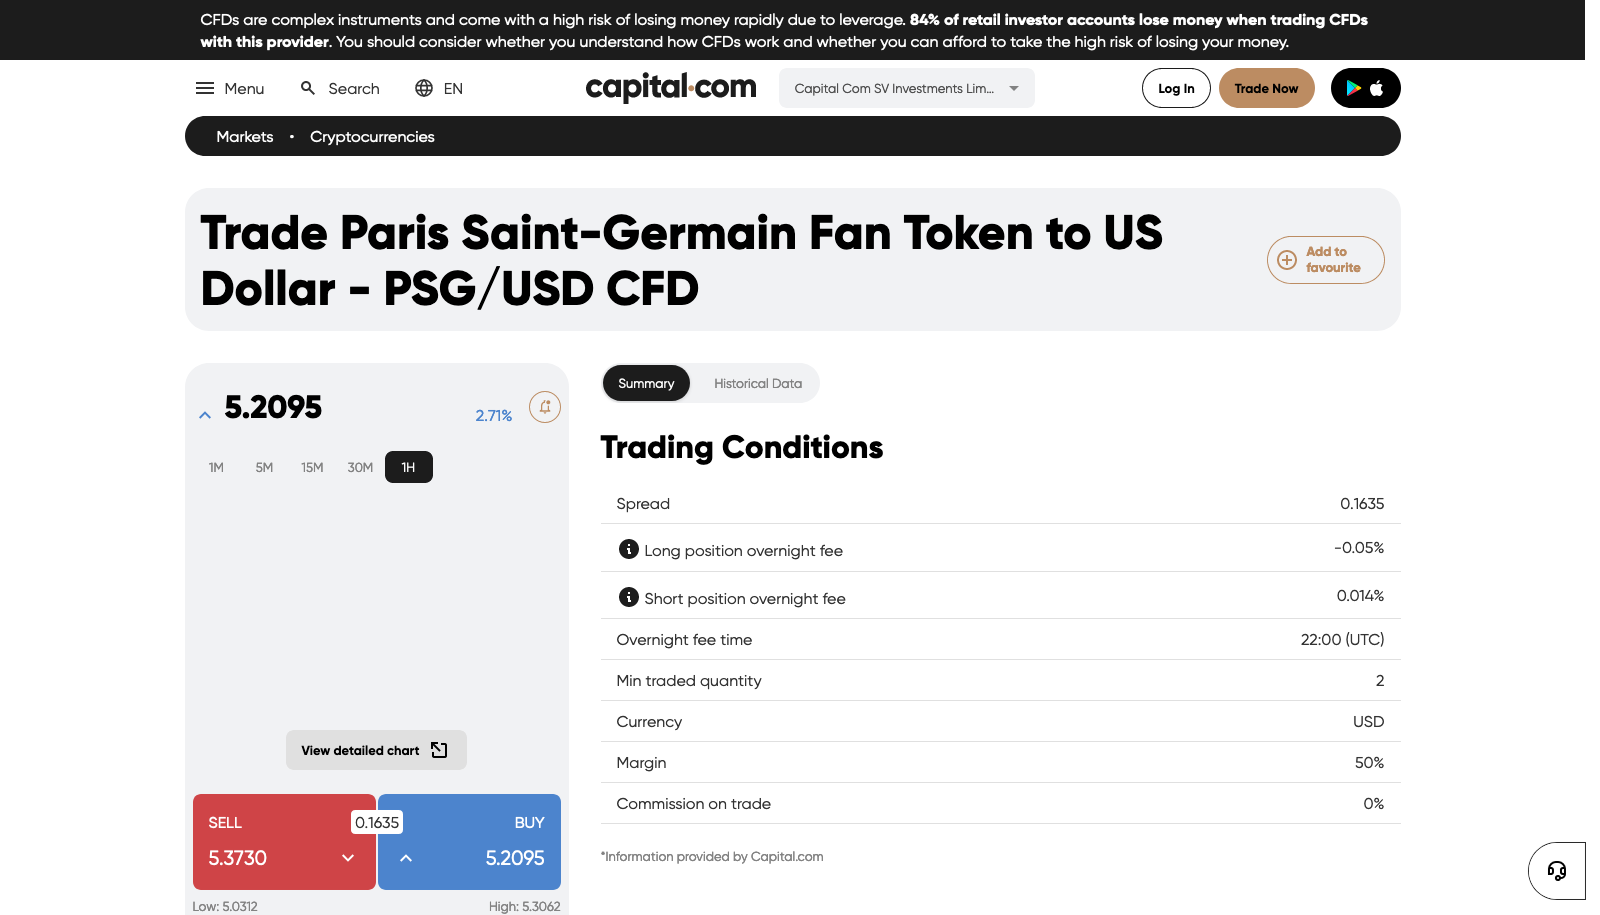 CFDs are complex instruments and come with a high risk of losing money rapidly due to leverage. 84% of retail investor accounts lose money when trading CFDs
with this provider. You should consider whether you understand how CFDs work and whether you can afford to take the high risk of losing your money.
Menu Search EN capital.com Capital Com SV Investments Lim... Log In Trade Now
Markets • Cryptocurrencies
Trade Paris Saint-Germain Fan Token to US
Dollar - PSG/USD CFD
Add to
favourite
5.2095 2.71%
1M 5M 15M 30M 1H
View detailed chart
SELL 0.1635 BUY
5.3730 5.2095
Low: 5.0312 High: 5.3062
Summary Historical Data
Trading Conditions
Spread 0.1635
Long position overnight fee -0.05%
Short position overnight fee 0.014%
Overnight fee time 22:00 (UTC)
Min traded quantity 2
Currency USD
Margin 50%
Commission on trade 0%
*Information provided by Capital.com